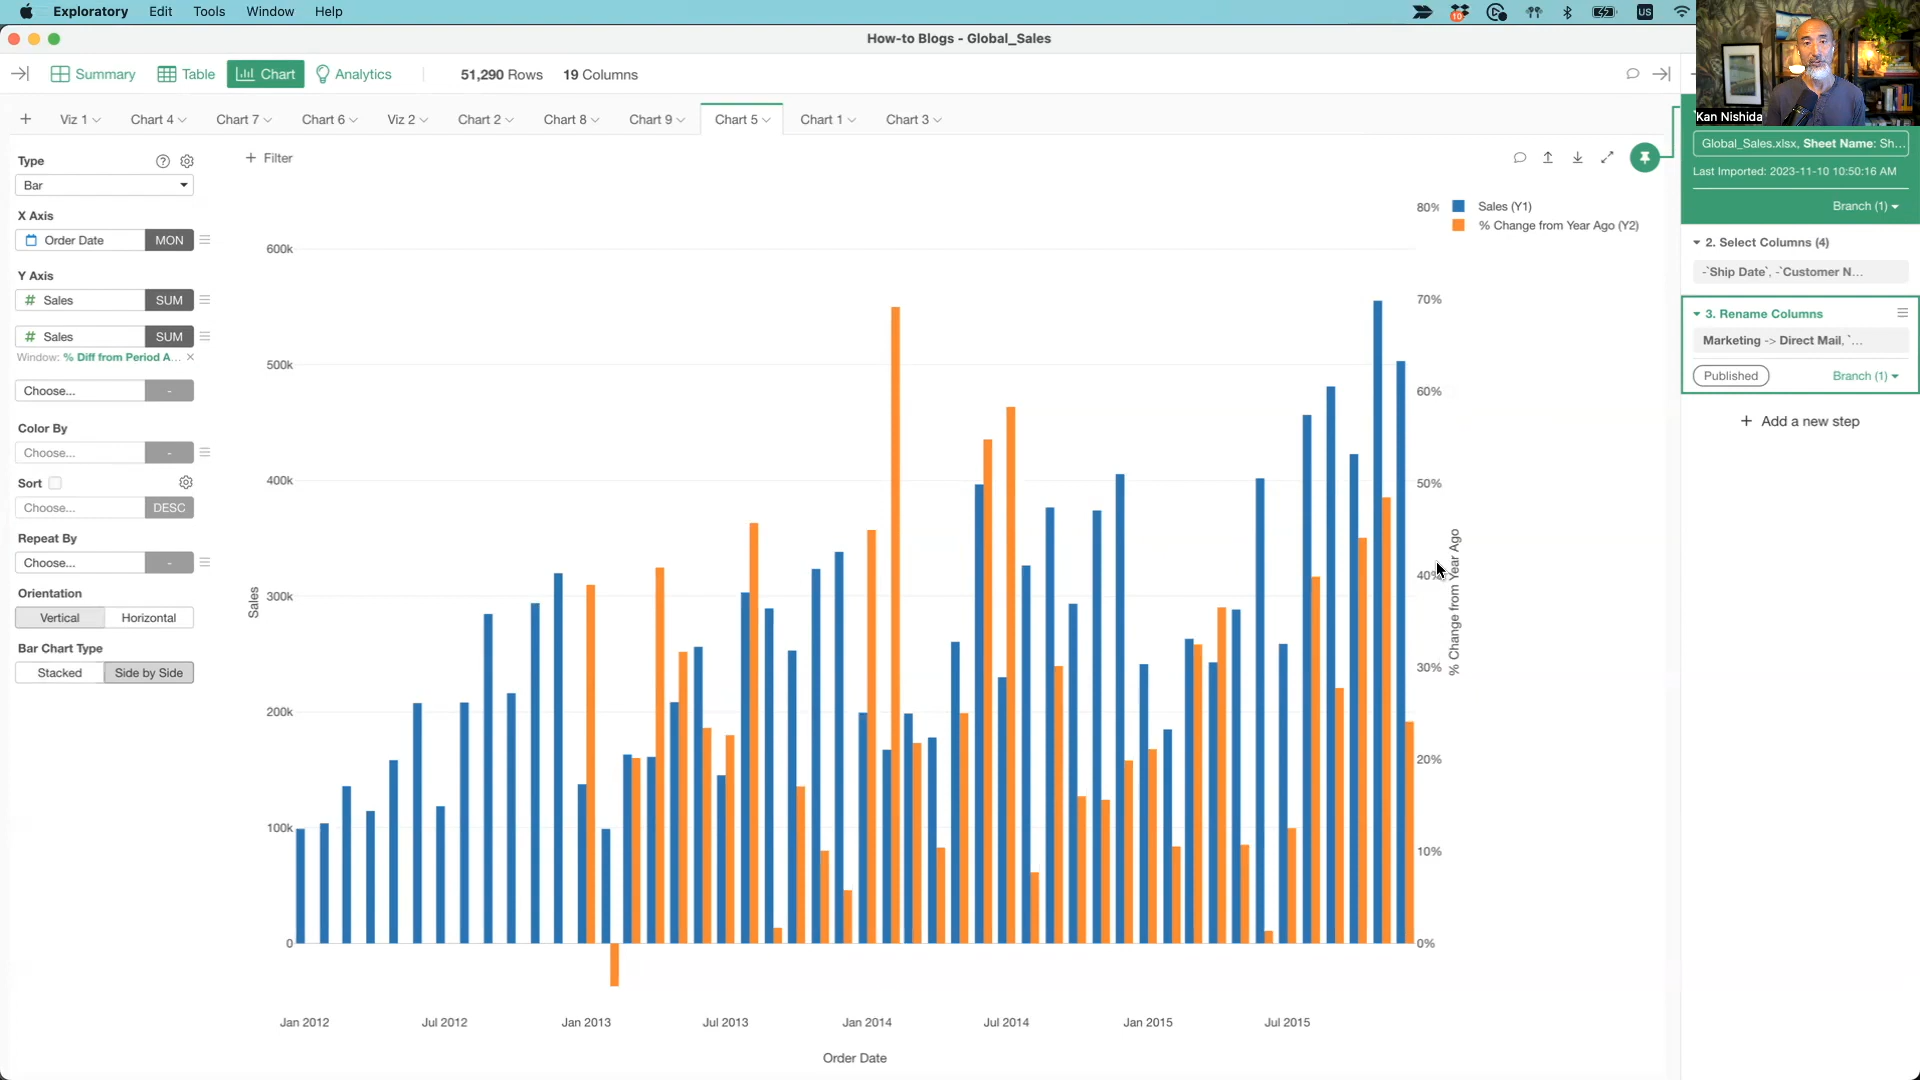 Exploratory Edit Tools Window Help
10
US
How-to Blogs - Global_Sales
Summary Table Chart Analytics 51,290 Rows 19 Columns
Kan Nishida
Viz 1 Chart 4 Chart 7 Chart 6 Viz 2 Chart 2 Chart 8 Chart 9 Chart 5 Chart 1 Chart 3
Type
Bar
X Axis
Order Date MON
Y Axis
# Sales SUM
# Sales SUM
Window: % Diff from Period A...
Choose... -
Color By
Choose... -
Sort
Choose... DESC
Repeat By
Choose... -
Orientation
Vertical Horizontal
Bar Chart Type
Stacked Side by Side
+ Filter
Sales (Y1)
% Change from Year Ago (Y2)
600k
500k
400k
300k
200k
100k
0
Sales
80%
70%
60%
50%
40%
30%
20%
10%
0%
% Change from Year Ago
Jan 2012 Jul 2012 Jan 2013 Jul 2013 Jan 2014 Jul 2014 Jan 2015 Jul 2015
Order Date
Global_Sales.xlsx, Sheet Name: Sh...
Last Imported: 2023-11-10 10:50:16 AM
Branch (1)
2. Select Columns (4)
-`Ship Date`, -`Customer N...
3. Rename Columns
Marketing -> Direct Mail, `...
Published Branch (1)
+ Add a new step